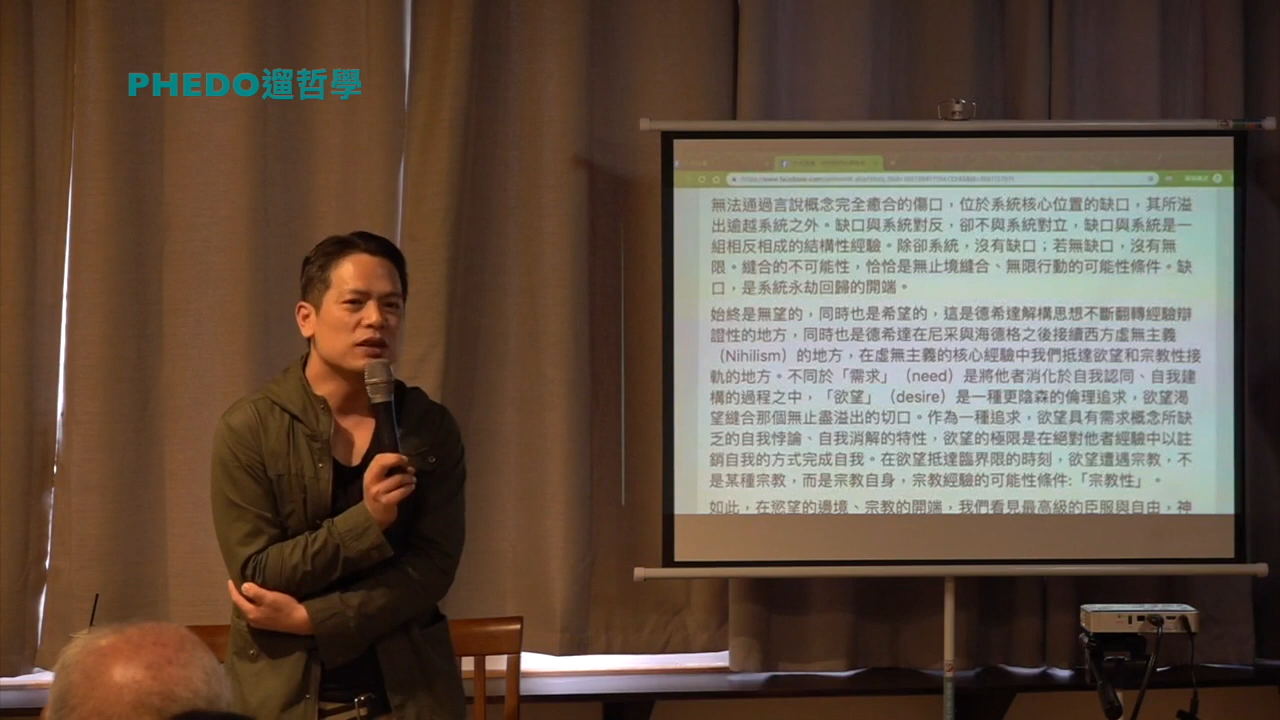 PHEDO遛哲學
無法通過言說概念完全癒合的傷口，位於系統核心位置的缺口，其所溢
出逾越系統之外。缺口與系統對反，卻不與系統對立，缺口與系統是一
組相反相成的結構性經驗。除卻系統，沒有缺口；若無缺口，沒有無
限。縫合的不可能性，恰恰是無止境縫合、無限行動的可能性條件。缺
口，是系統永劫回歸的開端。
始終是無望的，同時也是希望的，這是德希達解構思想不斷翻轉經驗辯
證性的地方，同時也是德希達在尼采與海德格之後接續西方虛無主義
（Nihilism）的地方，在虛無主義的核心經驗中我們抵達欲望和宗教性接
軌的地方。不同於「需求」（need）是將他者消化於自我認同、自我建
構的過程之中，「欲望」（desire）是一種更陰森的倫理追求，欲望渴
望縫合那個無止盡溢出的切口。作為一種追求，欲望具有需求概念所缺
乏的自我悖論、自我消解的特性，欲望的極限是在絕對他者經驗中以註
銷自我的方式完成自我。在欲望抵達臨界限的時刻，欲望遭遇宗教，不
是某種宗教，而是宗教自身，宗教經驗的可能性條件:「宗教性」。
如此，在慾望的邊境、宗教的開端，我們看見最高級的臣服與自由，神